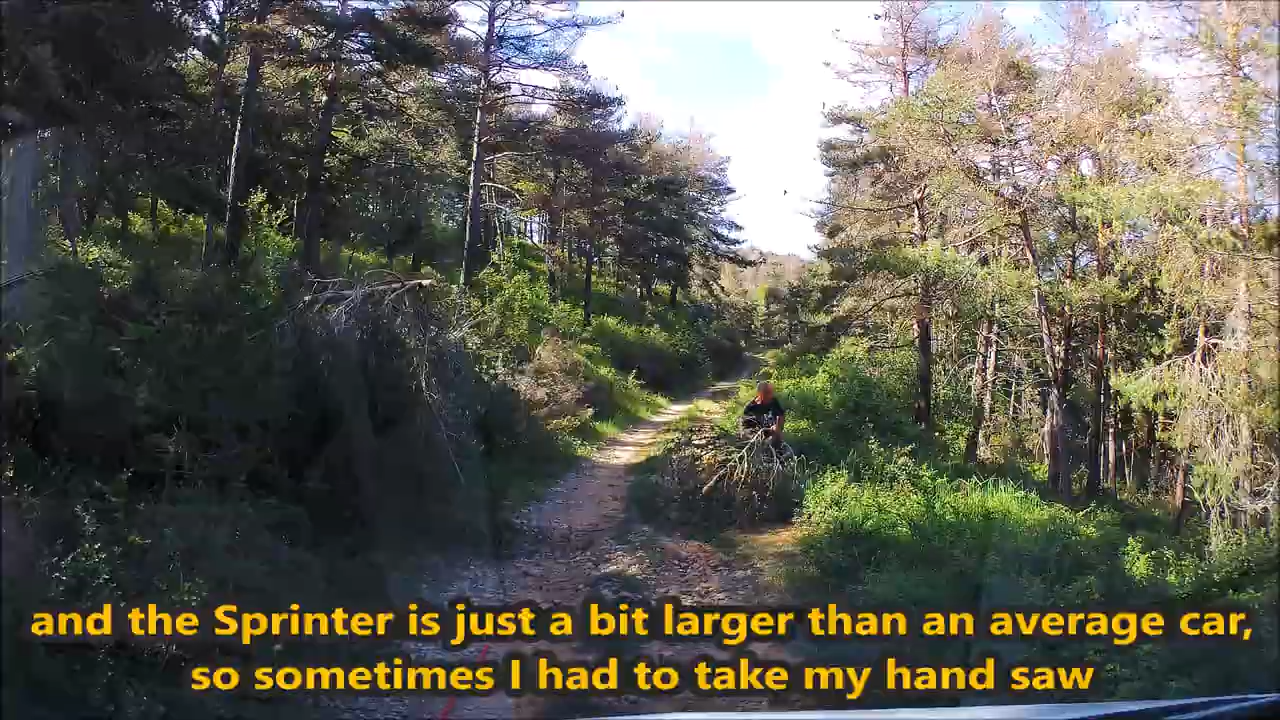 and the Sprinter is just a bit larger than an average car,
so sometimes I had to take my hand saw